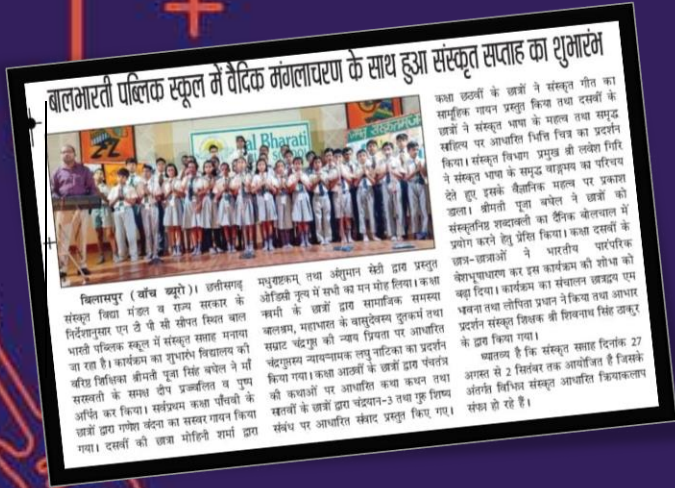 बालभारती पब्लिक स्कूल में वैदिक मंगलाचरण के साथ हुआ संस्कृत सप्ताह का शुभारंभ
Bal Bharati
बिलासपुर (वॉच ब्यूरो)। छत्तीसगढ़
संस्कृत विद्या मंडल व राज्य सरकार के
निर्देशानुसार एन टी पी सी सीपत स्थित बाल
भारती पब्लिक स्कूल में संस्कृत सप्ताह मनाया
जा रहा है। कार्यक्रम का शुभारंभ विद्यालय की
वरिष्ठ शिक्षिका श्रीमती पूजा सिंह बघेल ने माँ
सरस्वती के समक्ष दीप प्रज्ज्वलित व पुष्प
अर्पित कर किया। सर्वप्रथम कक्षा पाँचवीं के
छात्रों द्वारा गणेश वंदना का सस्वर गायन किया
गया। दसवीं की छात्रा मोहिनी शर्मा द्वारा
मधुराष्टकम् तथा अंशुमान सेठी द्वारा प्रस्तुत
ओडिसी नृत्य में सभी का मन मोह लिया। कक्षा
के छात्रों द्वारा सामाजिक समस्या
बालश्रम, महाभारत के वासुदेवस्य दूतकर्म तथा
सम्राट चंद्रगुप्त की न्याय प्रियता पर आधारित
चंद्रगुप्तस्य न्याय-नामक लघु नाटिका का प्रदर्शन
किया गया। कक्षा आठवीं के छात्रों द्वारा पंचतंत्र
की कथाओं पर आधारित कथा कथन तथा
सातवीं के छात्रों द्वारा चंद्रयान-3 तथा गुरु शिष्य
संबंध पर आधारित संवाद प्रस्तुत किए गए।
कक्षा छठवीं के छात्रों ने संस्कृत गीत का
सामूहिक गायन प्रस्तुत किया तथा दसवीं के
छात्रों ने संस्कृत भाषा के महत्व तथा समृद्ध
साहित्य पर आधारित भित्ति चित्र का प्रदर्शन
किया। संस्कृत विभाग प्रमुख श्री लवेश गिरि
ने संस्कृत भाषा के समृद्ध वाङ्मय का परिचय
देते हुए इसके वैज्ञानिक महत्व पर प्रकाश
डाला। श्रीमती पूजा बघेल ने छात्रों को
संस्कृतनिष्ठ शब्दावली का दैनिक बोलचाल में
प्रयोग करने हेतु प्रेरित किया। कक्षा दसवीं के
छात्र-छात्राओं ने भारतीय पारंपरिक
वेशभूषाधारण कर इस कार्यक्रम की शोभा को
बढ़ा दिया। कार्यक्रम का संचालन छात्रद्वय एम
भावना तथा लोपिता प्रधान ने किया तथा आभार
प्रदर्शन संस्कृत शिक्षक श्री शिवनाथ सिंह ठाकुर
के द्वारा किया गया।
ध्यातव्य है कि संस्कृत सप्ताह दिनांक 27
अगस्त से 2 सितंबर तक आयोजित है जिसके
अंतर्गत विभिन्न संस्कृत आधारित क्रियाकलाप
संपन्न हो रहे हैं।